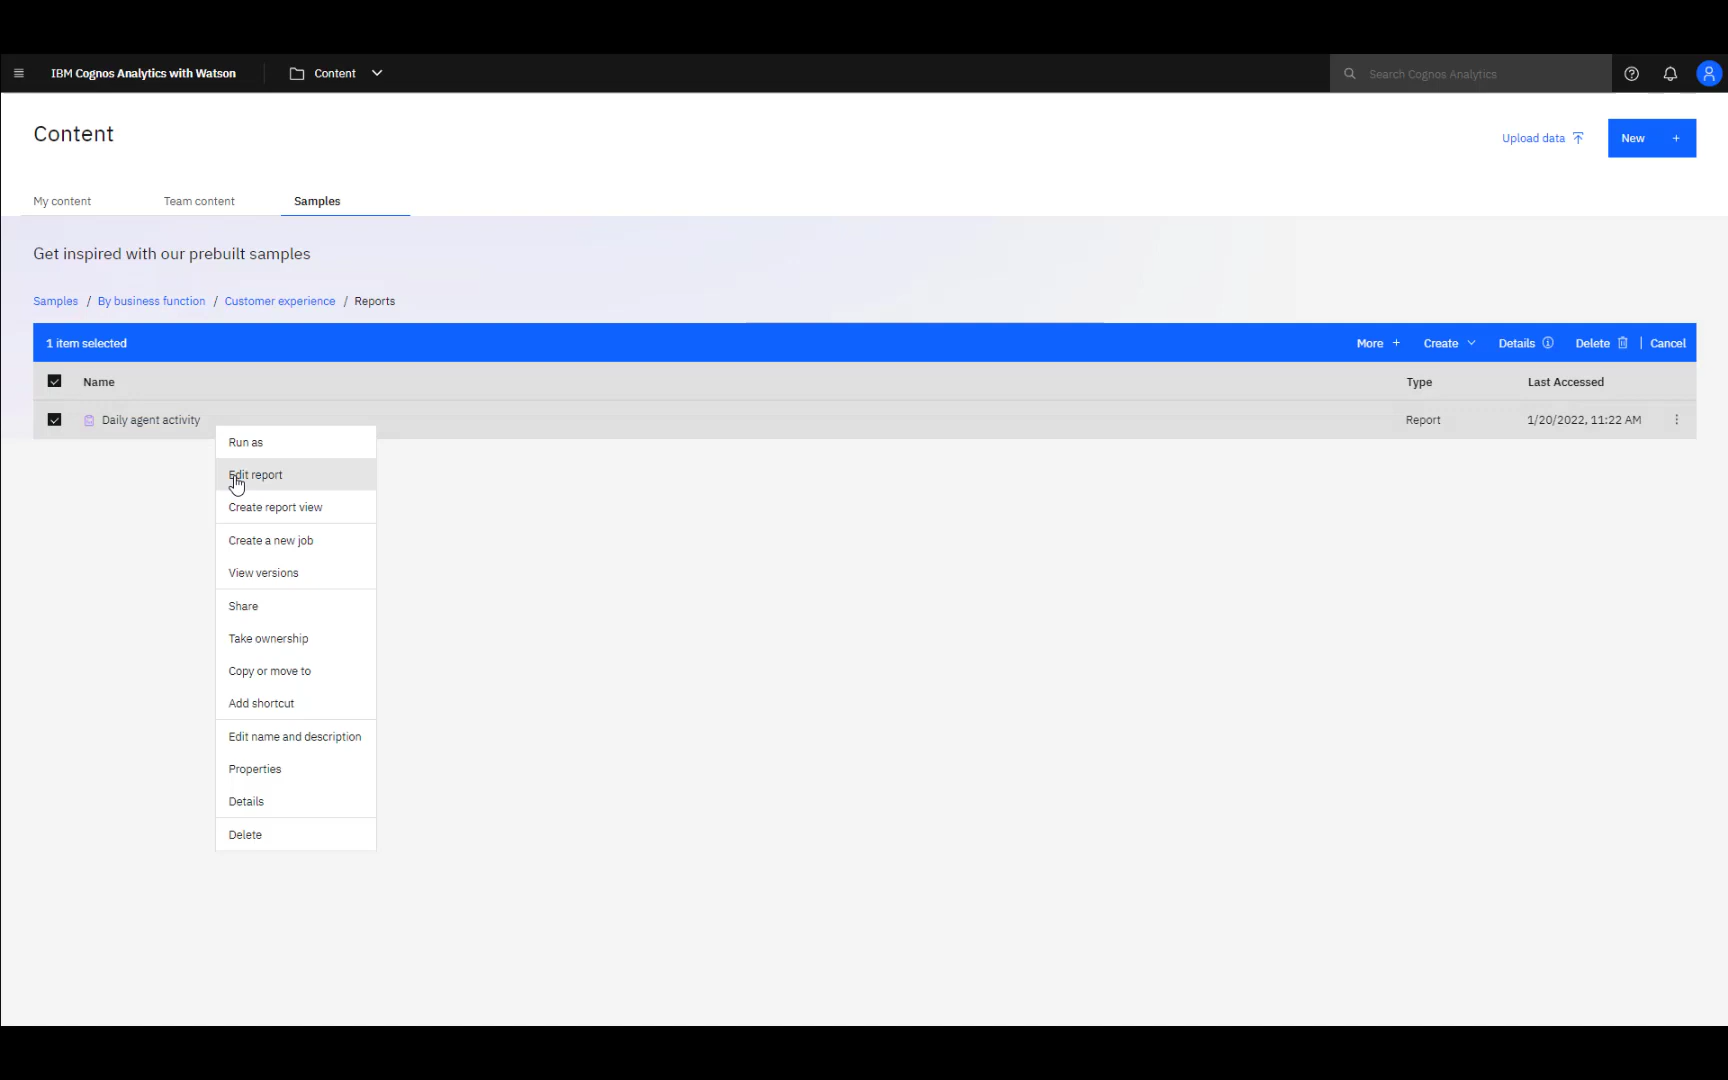 IBM Cognos Analytics with Watson
Content
Search Cognos Analytics
Content
Upload data
New +
My content
Team content
Samples
Get inspired with our prebuilt samples
Samples / By business function / Customer experience / Reports
1 item selected
More +
Create
Details
Delete
| Cancel
Name
Type
Last Accessed
Daily agent activity
Report
1/20/2022, 11:22 AM
Run as
Edit report
Create report view
Create a new job
View versions
Share
Take ownership
Copy or move to
Add shortcut
Edit name and description
Properties
Details
Delete